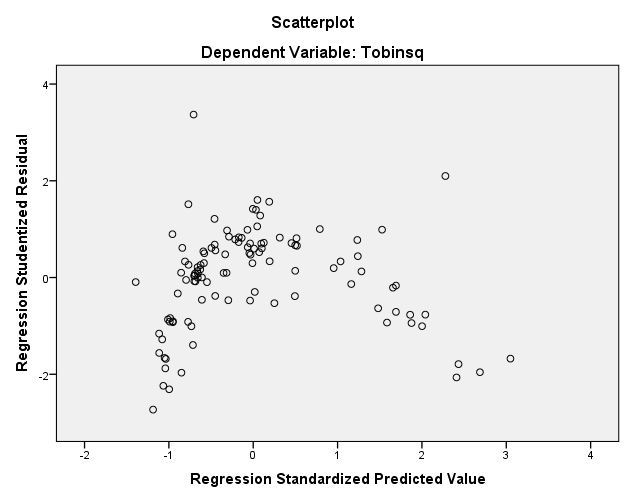 Scatterplot
Dependent Variable: Tobinsq
Regression Studentized Residual
4
2
0
-2
-2
-1
0
1
2
3
4
Regression Standardized Predicted Value